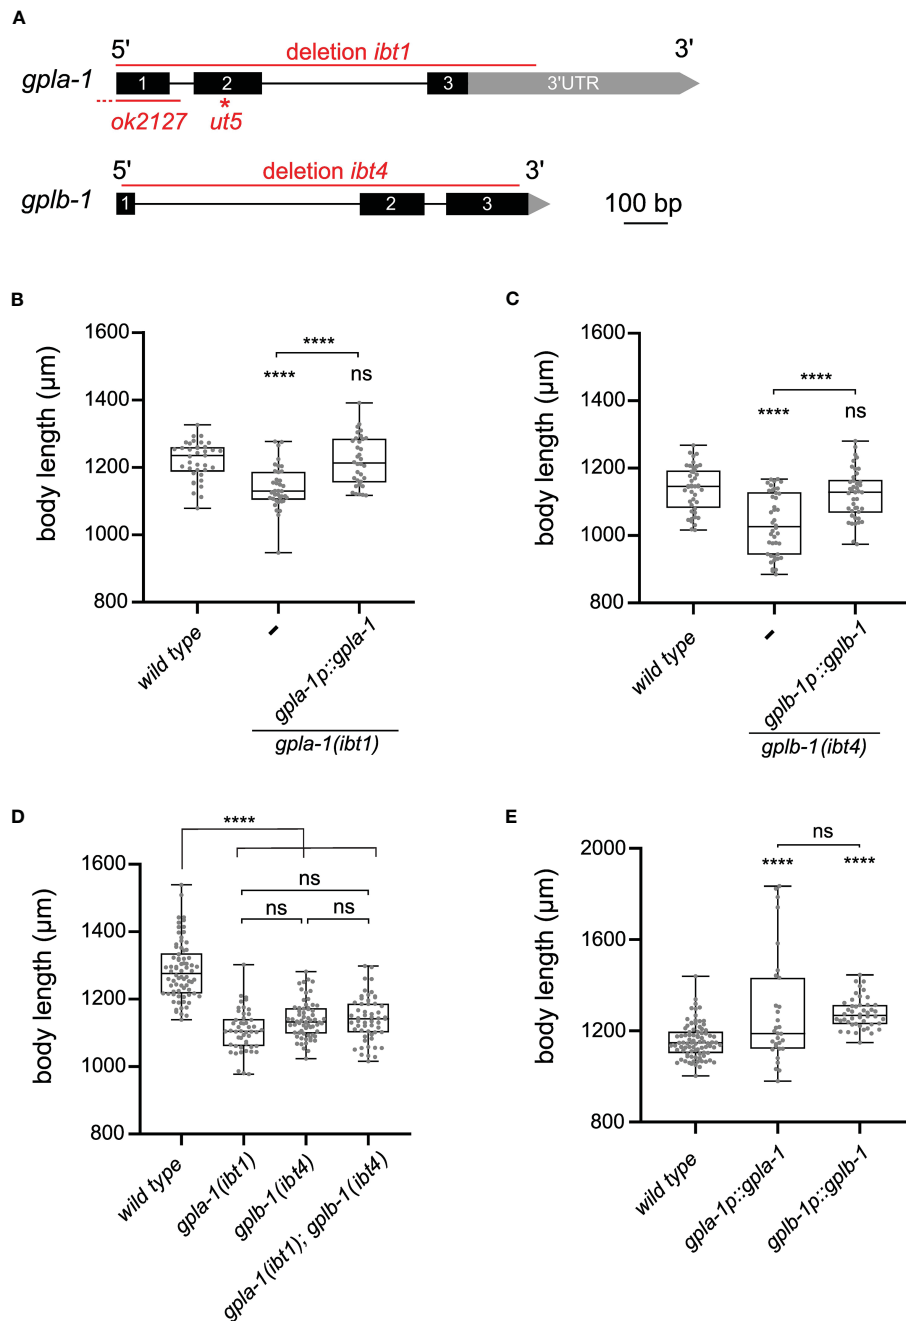 A
5' deletion ibt1 3'
gpla-1 1 2 3 3'UTR
ok2127 * ut5
5' deletion ibt4 3'
gplb-1 1 2 3 100 bp
B
body length (µm)
1600
1400
1200
1000
800
****
**** ns
wild type
-
gpla-1p::gpla-1
gpla-1(ibt1)
C
body length (µm)
1600
1400
1200
1000
800
****
**** ns
wild type
-
gplb-1p::gplb-1
gplb-1(ibt4)
D
body length (µm)
1600
1400
1200
1000
800
****
ns
ns ns
wild type
gpla-1(ibt1)
gplb-1(ibt4)
gpla-1(ibt1); gplb-1(ibt4)
E
body length (µm)
2000
1600
1200
800
ns
**** ****
wild type
gpla-1p::gpla-1
gplb-1p::gplb-1